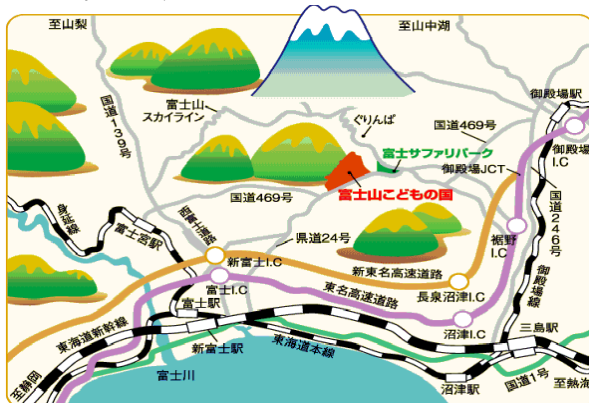 至山梨
至山中湖
御殿場駅
国道139号
富士山
スカイライン
ぐりんぱ
国道469号
御殿場
I.C
富士サファリパーク
御殿場JCT
富士山こどもの国
国道469号
国道246号
身延線
富士宮駅
西富士道路
県道24号
裾野
I.C
新富士I.C
新東名高速道路
御殿場線
富士I.C
東名高速道路
長泉沼津I.C
富士駅
沼津I.C
三島駅
東海道新幹線
新富士駅
東海道本線
至静岡
富士川
沼津駅
国道1号
至熱海